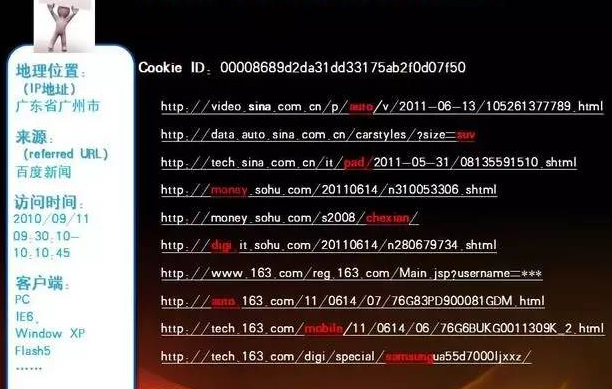 地理位置：
（IP地址）
广东省广州市
来源：
（referred URL）
百度新闻
访问时间：
2010/09/11
09:30:10-
10:10:45
客户端：
PC
IE6、
Window XP
Flash5
……
Cookie ID: 00008689d2da31dd33175ab2f0d07f50
http://video.sina.com.cn/p/auto/v/2011-06-13/105261377789.html
http://data.auto.sina.com.cn/carstyles/?size=suv
http://tech.sina.com.cn/it/pad/2011-05-31/08135591510.shtml
http://money.sohu.com/20110614/n310053306.shtml
http://money.sohu.com/s2008/chexian/
http://digi.it.sohu.com/20110614/n280679734.shtml
http://www.163.com/reg.163.com/Main.jsp?username=***
http://auto.163.com/11/0614/07/76G83PD900081GDM.html
http://tech.163.com/mobile/11/0614/06/76G6BUKG0011309K_2.html
http://tech.163.com/digi/special/samsungua55d7000ljxxz/